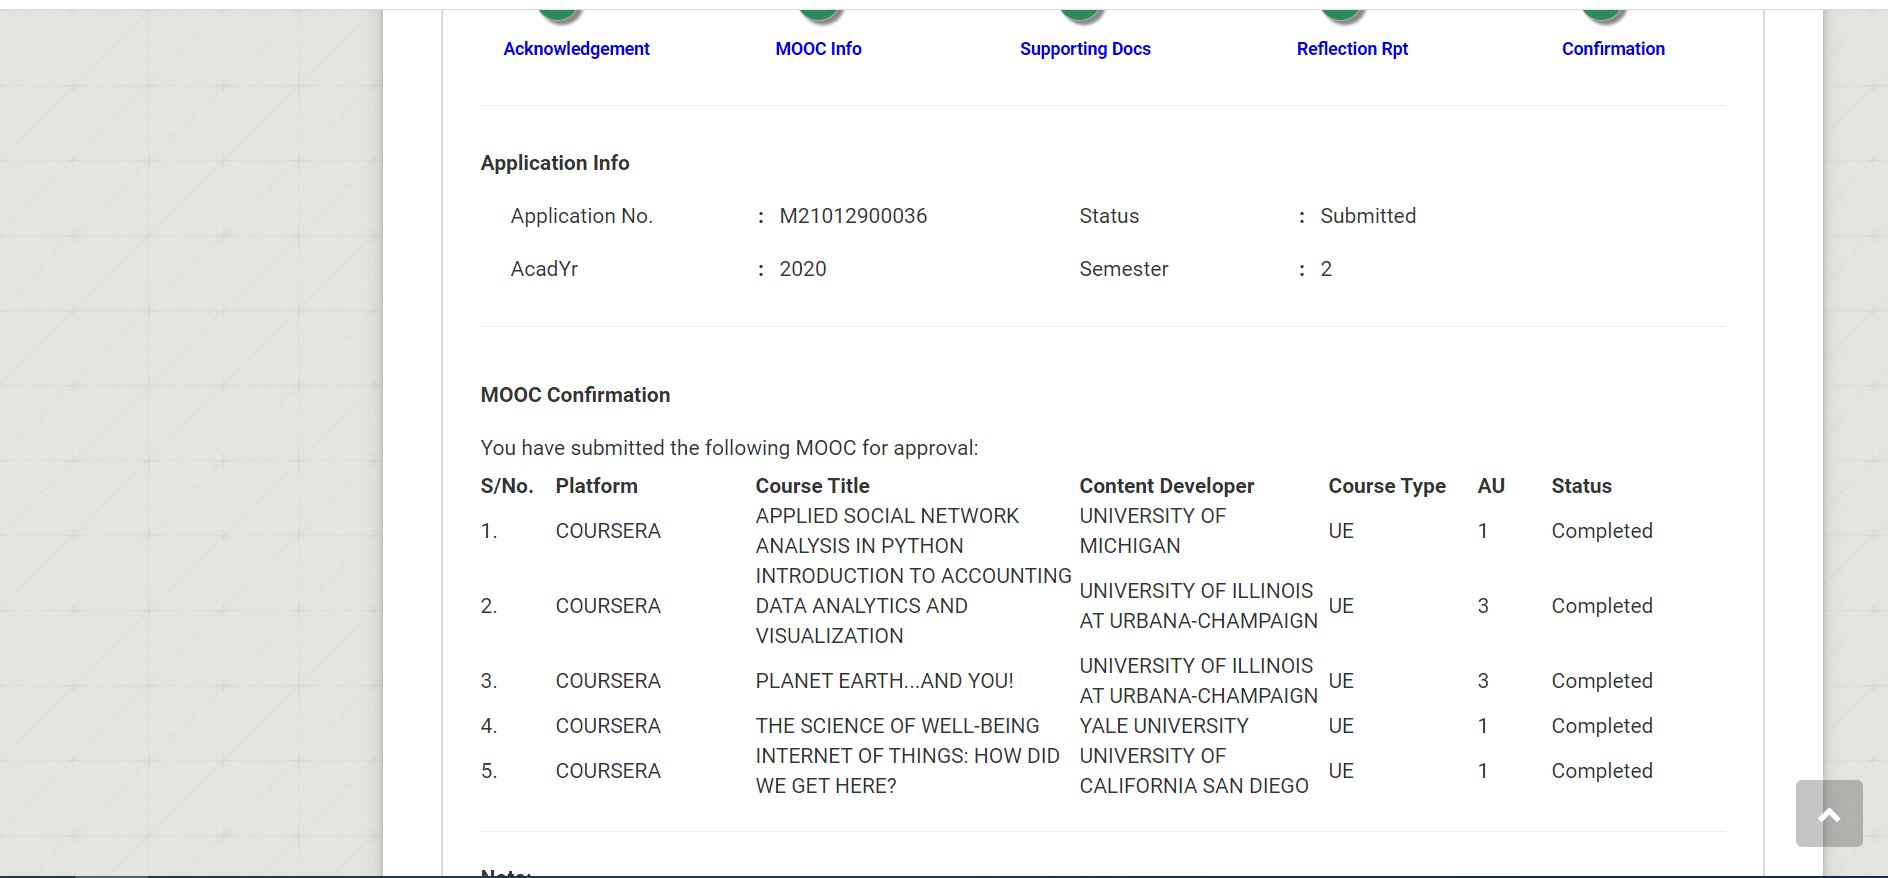 Acknowledgement MOOC Info Supporting Docs Reflection Rpt Confirmation
Application Info
Application No. : M21012900036 Status : Submitted
AcadYr : 2020 Semester : 2
MOOC Confirmation
You have submitted the following MOOC for approval:
S/No. Platform Course Title Content Developer Course Type AU Status
1. COURSERA APPLIED SOCIAL NETWORK ANALYSIS IN PYTHON UNIVERSITY OF MICHIGAN UE 1 Completed
2. COURSERA INTRODUCTION TO ACCOUNTING DATA ANALYTICS AND VISUALIZATION UNIVERSITY OF ILLINOIS AT URBANA-CHAMPAIGN UE 3 Completed
3. COURSERA PLANET EARTH...AND YOU! UNIVERSITY OF ILLINOIS AT URBANA-CHAMPAIGN UE 3 Completed
4. COURSERA THE SCIENCE OF WELL-BEING YALE UNIVERSITY UE 1 Completed
5. COURSERA INTERNET OF THINGS: HOW DID WE GET HERE? UNIVERSITY OF CALIFORNIA SAN DIEGO UE 1 Completed